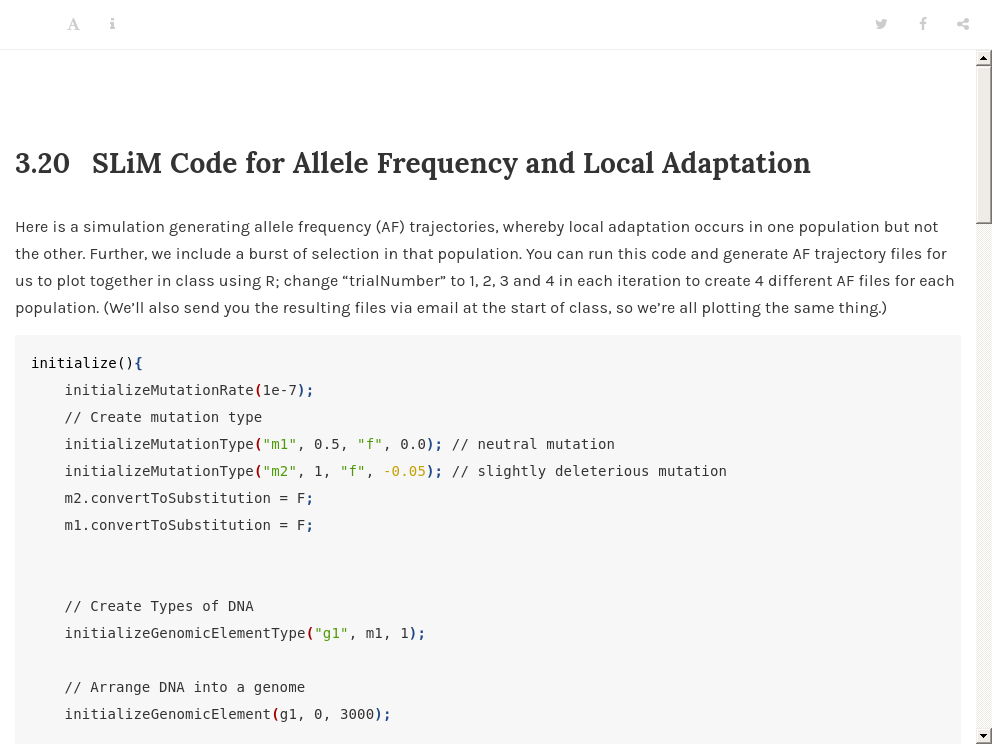 3.20 SLiM Code for Allele Frequency and Local Adaptation
Here is a simulation generating allele frequency (AF) trajectories, whereby local adaptation occurs in one population but not
the other. Further, we include a burst of selection in that population. You can run this code and generate AF trajectory files for
us to plot together in class using R; change “trialNumber” to 1, 2, 3 and 4 in each iteration to create 4 different AF files for each
population. (We’ll also send you the resulting files via email at the start of class, so we’re all plotting the same thing.)
initialize(){
    initializeMutationRate(1e-7);
    // Create mutation type
    initializeMutationType("m1", 0.5, "f", 0.0); // neutral mutation
    initializeMutationType("m2", 1, "f", -0.05); // slightly deleterious mutation
    m2.convertToSubstitution = F;
    m1.convertToSubstitution = F;
    // Create Types of DNA
    initializeGenomicElementType("g1", m1, 1);
    // Arrange DNA into a genome
    initializeGenomicElement(g1, 0, 3000);